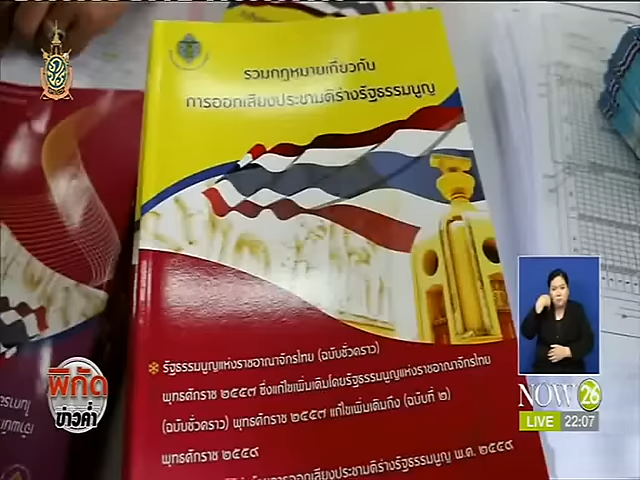 รวมกฎหมายเกี่ยวกับ
การออกเสียงประชามติร่างรัฐธรรมนูญ
รัฐธรรมนูญแห่งราชอาณาจักรไทย (ฉบับชั่วคราว)
พุทธศักราช ๒๕๕๗ ซึ่งแก้ไขเพิ่มเติมโดยรัฐธรรมนูญแห่งราชอาณาจักรไทย
(ฉบับชั่วคราว) พุทธศักราช ๒๕๕๗ แก้ไขเพิ่มเติมถึง (ฉบับที่ ๒)
พุทธศักราช ๒๕๕๙
การออกเสียงประชามติร่างรัฐธรรมนูญ พ.ศ. ๒๕๕๙
พิกัด
ข่าวค่ำ
NOW 26
LIVE 22:07